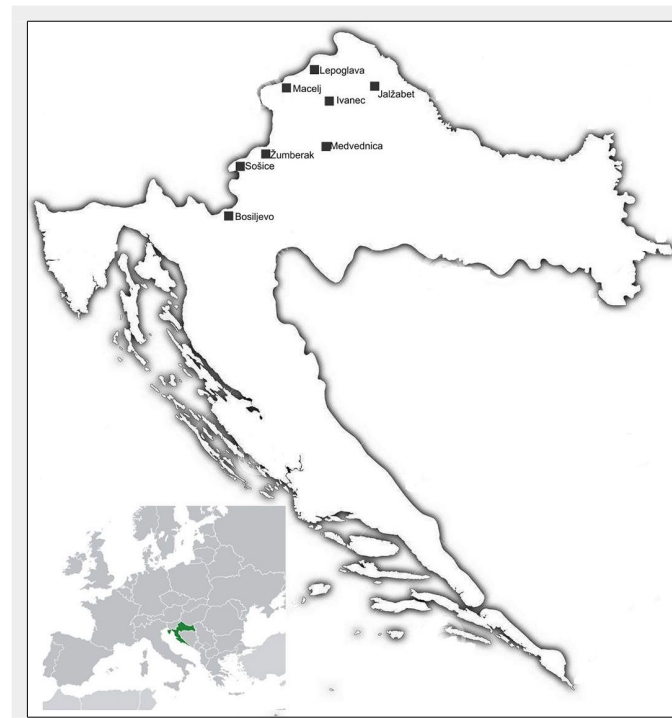 Lepoglava
Macelj
Jalžabet
Ivanec
Medvednica
Žumberak
Sošice
Bosiljevo